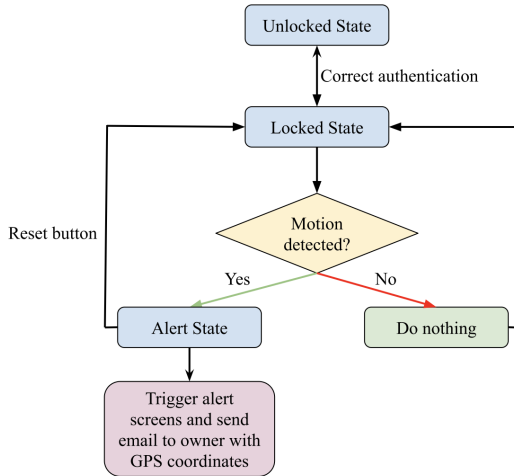 Unlocked State
Correct authentication
Locked State
Motion
detected?
Reset button
Yes
No
Alert State
Do nothing
Trigger alert
screens and send
email to owner with
GPS coordinates